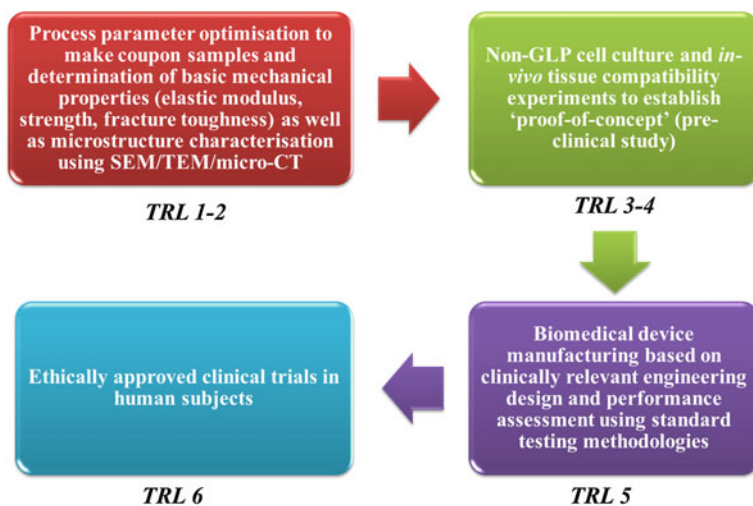 Process parameter optimisation to
make coupon samples and
determination of basic mechanical
properties (elastic modulus,
strength, fracture toughness) as well
as microstructure characterisation
using SEM/TEM/micro-CT
TRL 1-2
Non-GLP cell culture and in-
vivo tissue compatibility
experiments to establish
‘proof-of-concept’ (pre-
clinical study)
TRL 3-4
Biomedical device
manufacturing based on
clinically relevant engineering
design and performance
assessment using standard
testing methodologies
TRL 5
Ethically approved clinical trials in
human subjects
TRL 6